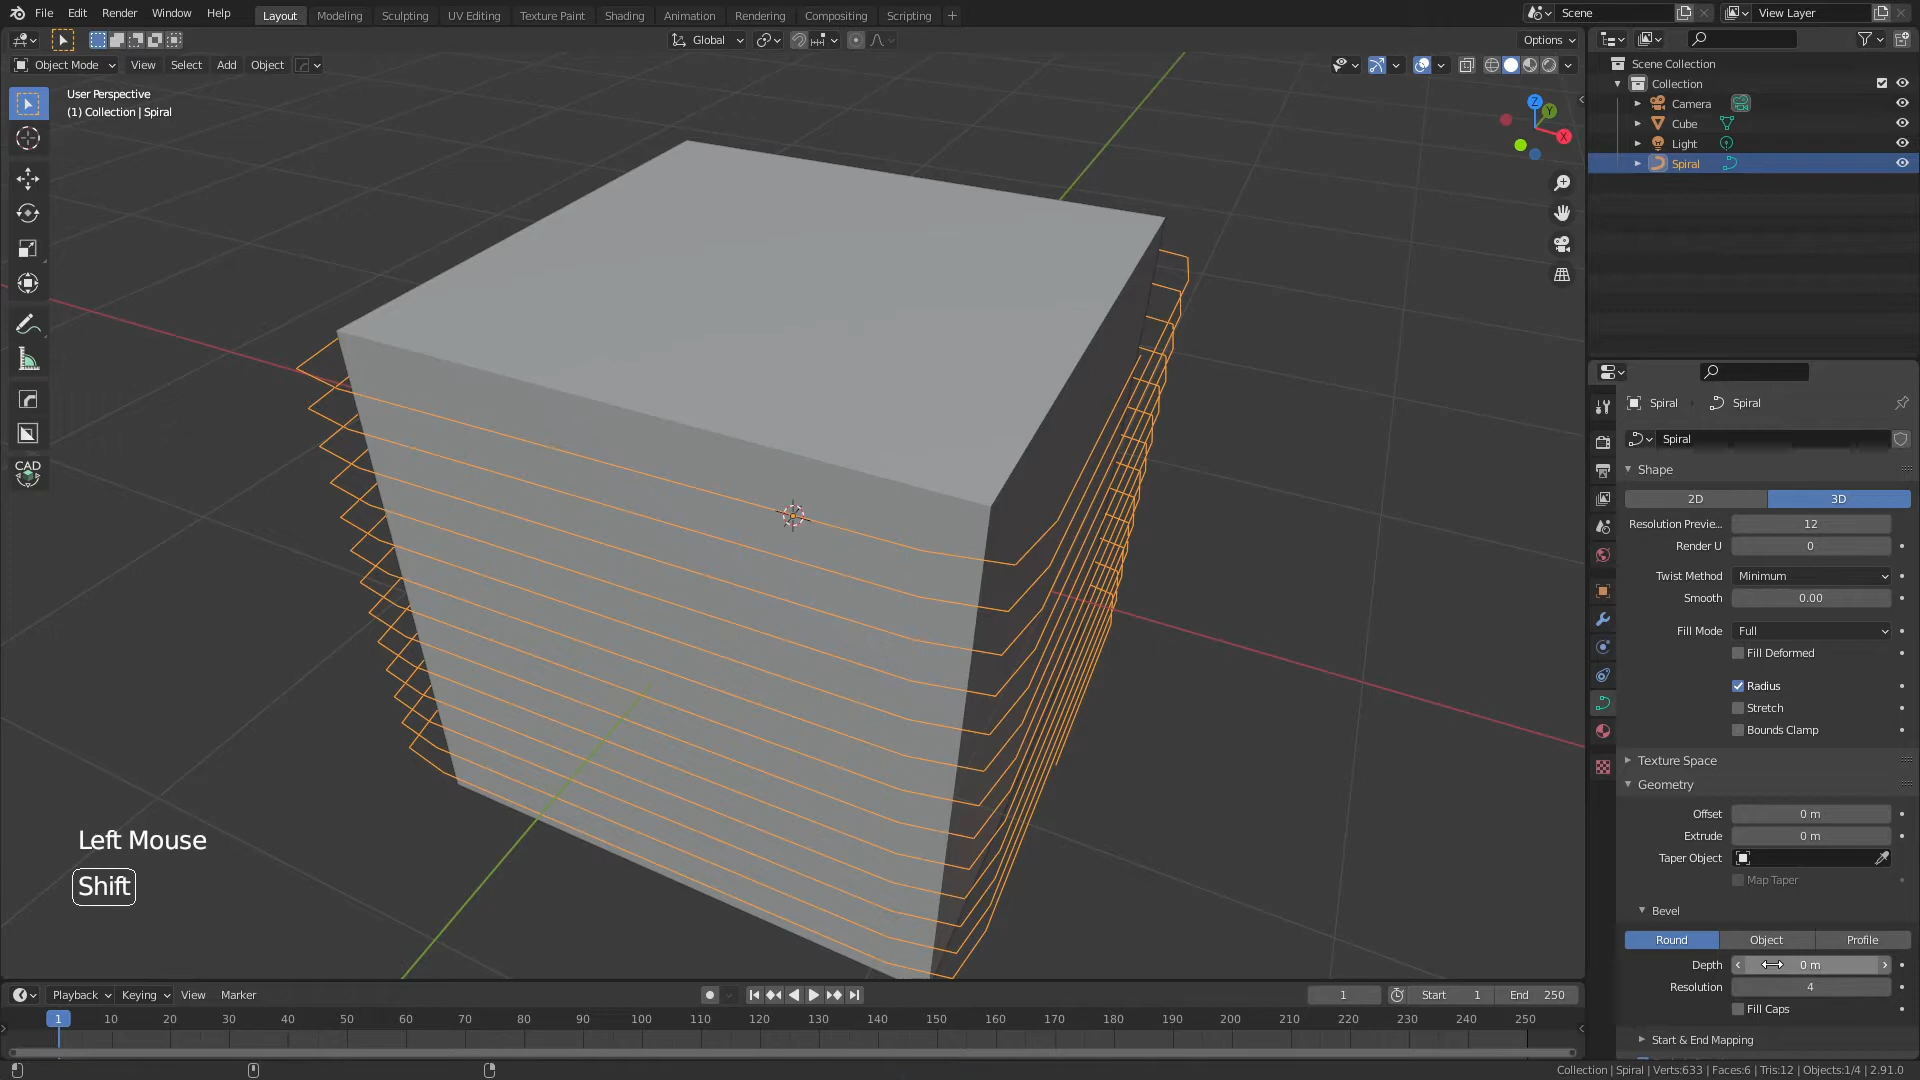 File Edit Render Window Help Layout Modeling Sculpting UV Editing Texture Paint Shading Animation Rendering Compositing Scripting + Scene View Layer
Global Options
Object Mode View Select Add Object
User Perspective
(1) Collection | Spiral
Z
Y
X
CAD
Left Mouse
Shift
Scene Collection
Collection
Camera
Cube
Light
Spiral
Spiral Spiral
Spiral
Shape
2D 3D
Resolution Previe... 12
Render U 0
Twist Method Minimum
Smooth 0.00
Fill Mode Full
Fill Deformed
Radius
Stretch
Bounds Clamp
Texture Space
Geometry
Offset 0 m
Extrude 0 m
Taper Object
Map Taper
Bevel
Round Object Profile
Depth 0 m
Resolution 4
Fill Caps
Start & End Mapping
Playback Keying View Marker 1 Start 1 End 250
1 10 20 30 40 50 60 70 80 90 100 110 120 130 140 150 160 170 180 190 200 210 220 230 240 250
Collection | Spiral | Verts:633 | Faces:6 | Tris:12 | Objects:1/4 | 2.91.0